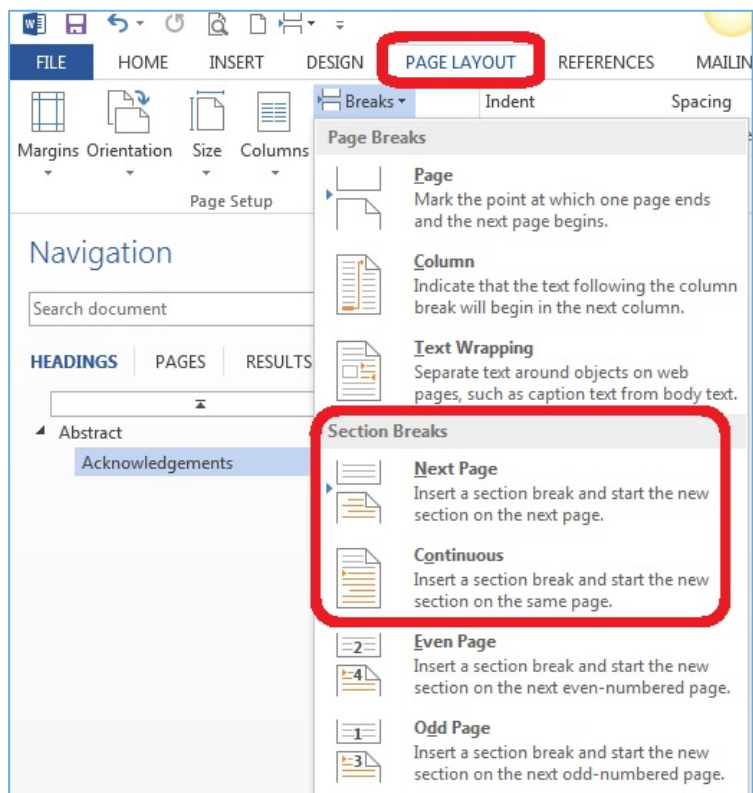 FILE HOME INSERT DESIGN PAGE LAYOUT REFERENCES MAILIN
Breaks Indent Spacing
Margins Orientation Size Columns
Page Setup
Page Breaks
Page
Mark the point at which one page ends
and the next page begins.
Column
Indicate that the text following the column
break will begin in the next column.
Text Wrapping
Separate text around objects on web
pages, such as caption text from body text.
Section Breaks
Next Page
Insert a section break and start the new
section on the next page.
Continuous
Insert a section break and start the new
section on the same page.
2
4
Even Page
Insert a section break and start the new
section on the next even-numbered page.
1
3
Odd Page
Insert a section break and start the new
section on the next odd-numbered page.
Navigation
Search document
HEADINGS PAGES RESULTS
Abstract
Acknowledgements